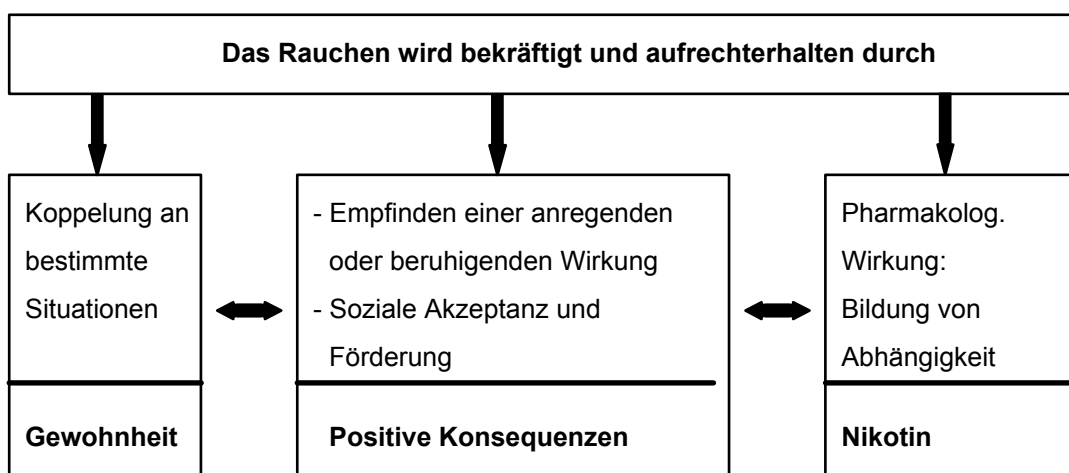 Das Rauchen wird bekräftigt und aufrechterhalten durch
Koppelung an
bestimmte
Situationen
Gewohnheit
- Empfinden einer anregenden
oder beruhigenden Wirkung
- Soziale Akzeptanz und
Förderung
Positive Konsequenzen
Pharmakolog.
Wirkung:
Bildung von
Abhängigkeit
Nikotin